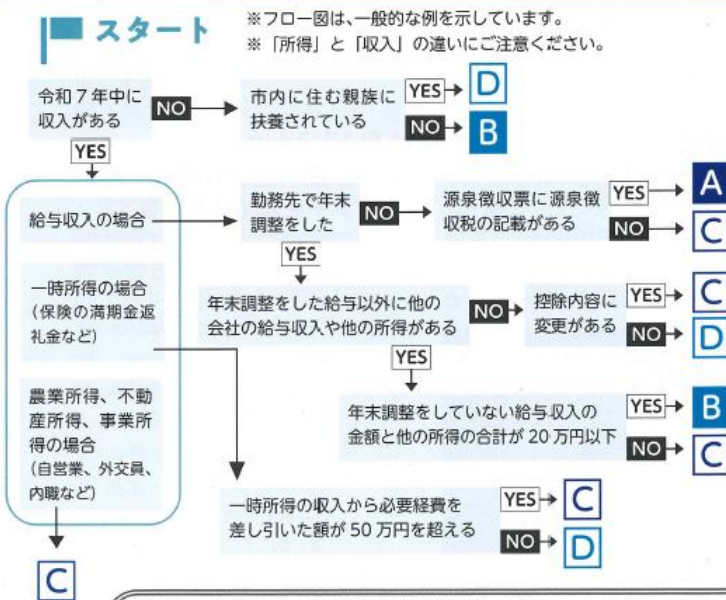 スタート
※フロー図は、一般的な例を示しています。
※「所得」と「収入」の違いにご注意ください。
令和７年中に
収入がある
NO
市内に住む親族に
扶養されている
YES
D
NO
B
YES
給与収入の場合
勤務先で年末
調整をした
NO
源泉徴収票に源泉徴
収税の記載がある
YES
A
NO
C
YES
一時所得の場合
（保険の満期金返
礼金など）
年末調整をした給与以外に他の
会社の給与収入や他の所得がある
NO
控除内容に
変更がある
YES
C
NO
D
YES
農業所得、不動
産所得、事業所
得の場合
（自営業、外交員、
内職など）
年末調整をしていない給与収入の
金額と他の所得の合計が 20 万円以下
YES
B
NO
C
一時所得の収入から必要経費を
差し引いた額が 50 万円を超える
YES
C
NO
D
C